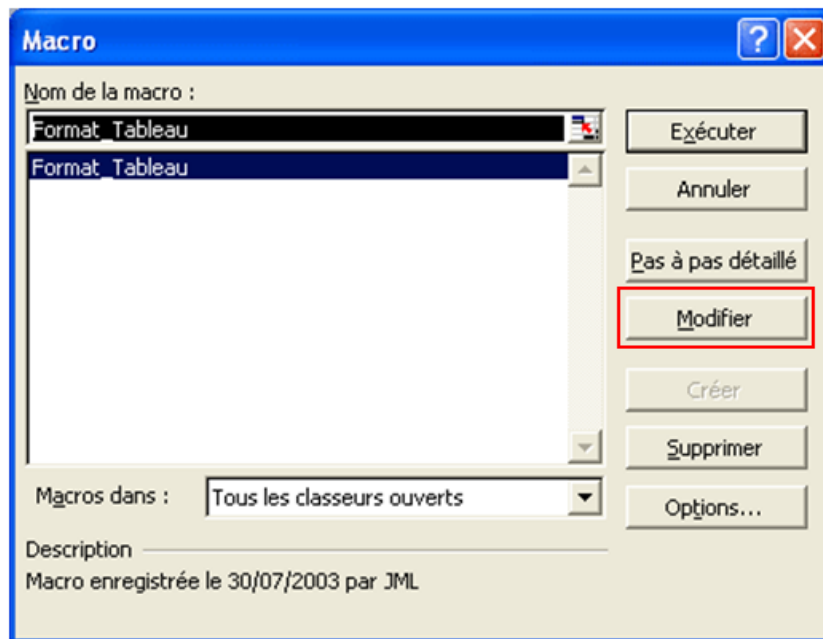 Macro
?
Nom de la macro :
Format_Tableau
Format_Tableau
Exécuter
Annuler
Pas à pas détaillé
Modifier
Créer
Supprimer
Options...
Macros dans :
Tous les classeurs ouverts
Description
Macro enregistrée le 30/07/2003 par JML